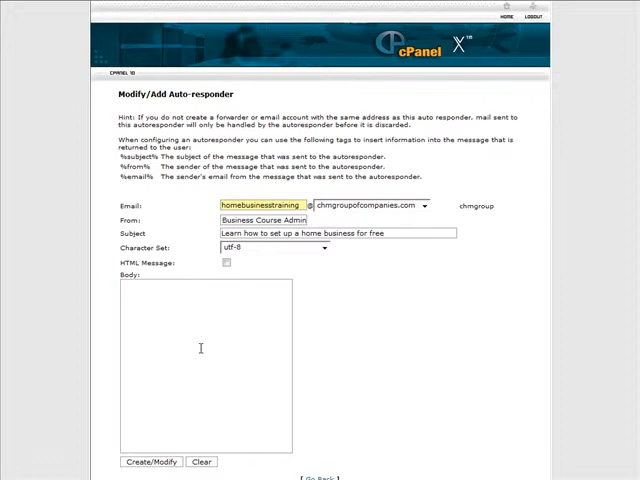 HOME LOGOUT
cPanel X™
CPANEL 10
Modify/Add Auto-responder
Hint: If you do not create a forwarder or email account with the same address as this auto responder, mail sent to
this autoresponder will only be handled by the autoresponder before it is discarded.
When configuring an autoresponder you can use the following tags to insert information into the message that is
returned to the user:
%subject% The subject of the message that was sent to the autoresponder.
%from% The sender of the message that was sent to the autoresponder.
%email% The sender's email from the message that was sent to the autoresponder.
Email: homebusinesstraining @ chmgroupofcompanies.com chmgroup
From: Business Course Admin
Subject Learn how to set up a home business for free
Character Set: utf-8
HTML Message:
Body:
Create/Modify Clear
[ Go Back ]